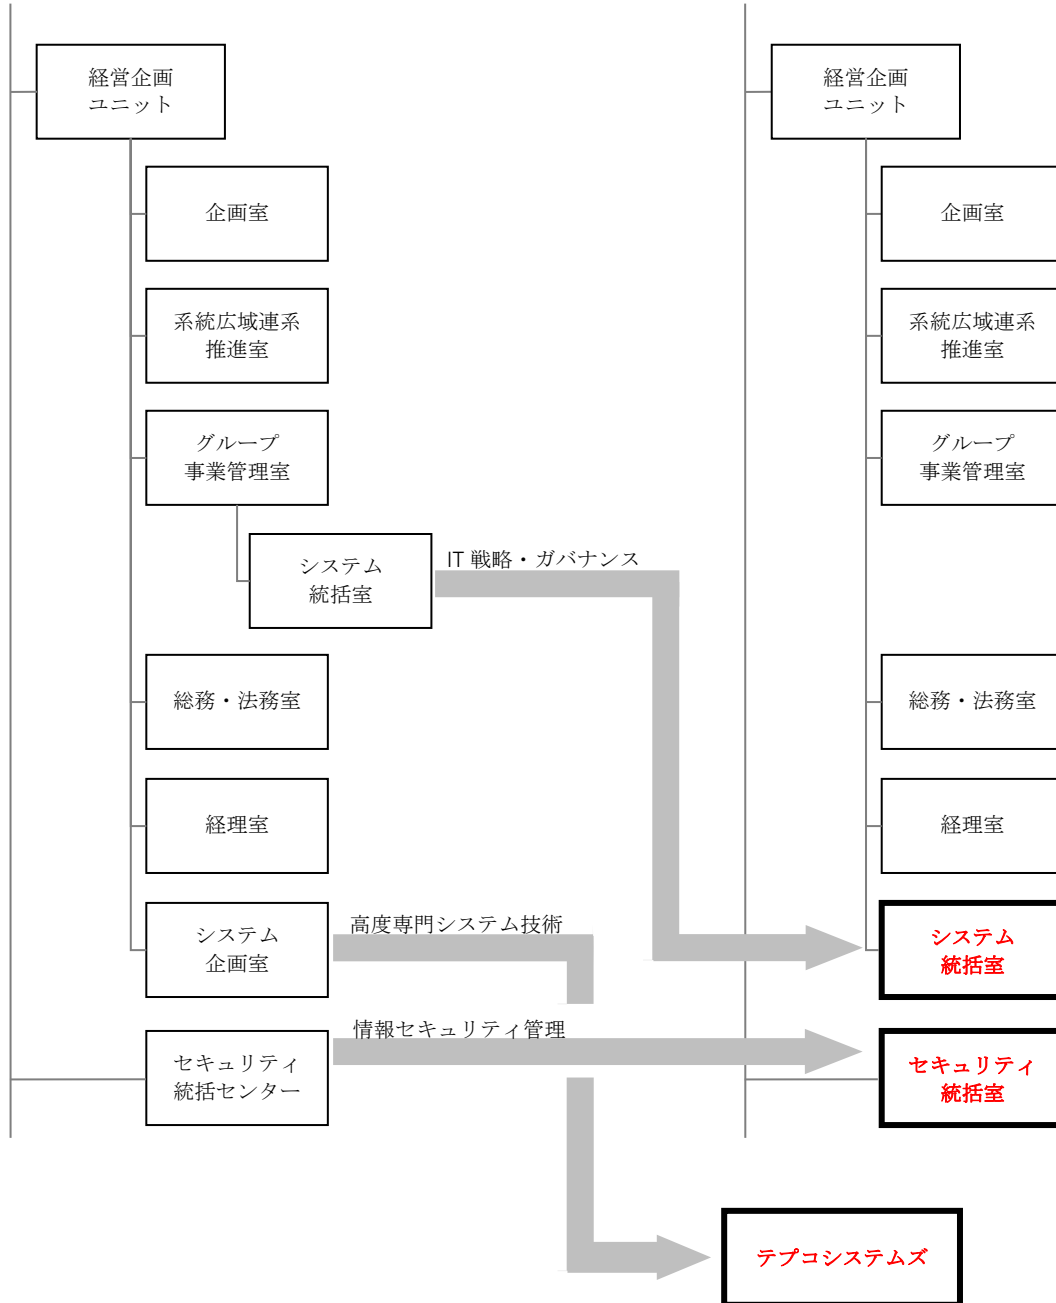 経営企画
ユニット
企画室
系統広域連系
推進室
グループ
事業管理室
システム
統括室
IT 戦略・ガバナンス
総務・法務室
経理室
システム
企画室
高度専門システム技術
セキュリティ
統括センター
情報セキュリティ管理
経営企画
ユニット
企画室
系統広域連系
推進室
グループ
事業管理室
総務・法務室
経理室
システム
統括室
セキュリティ
統括室
テプコシステムズ